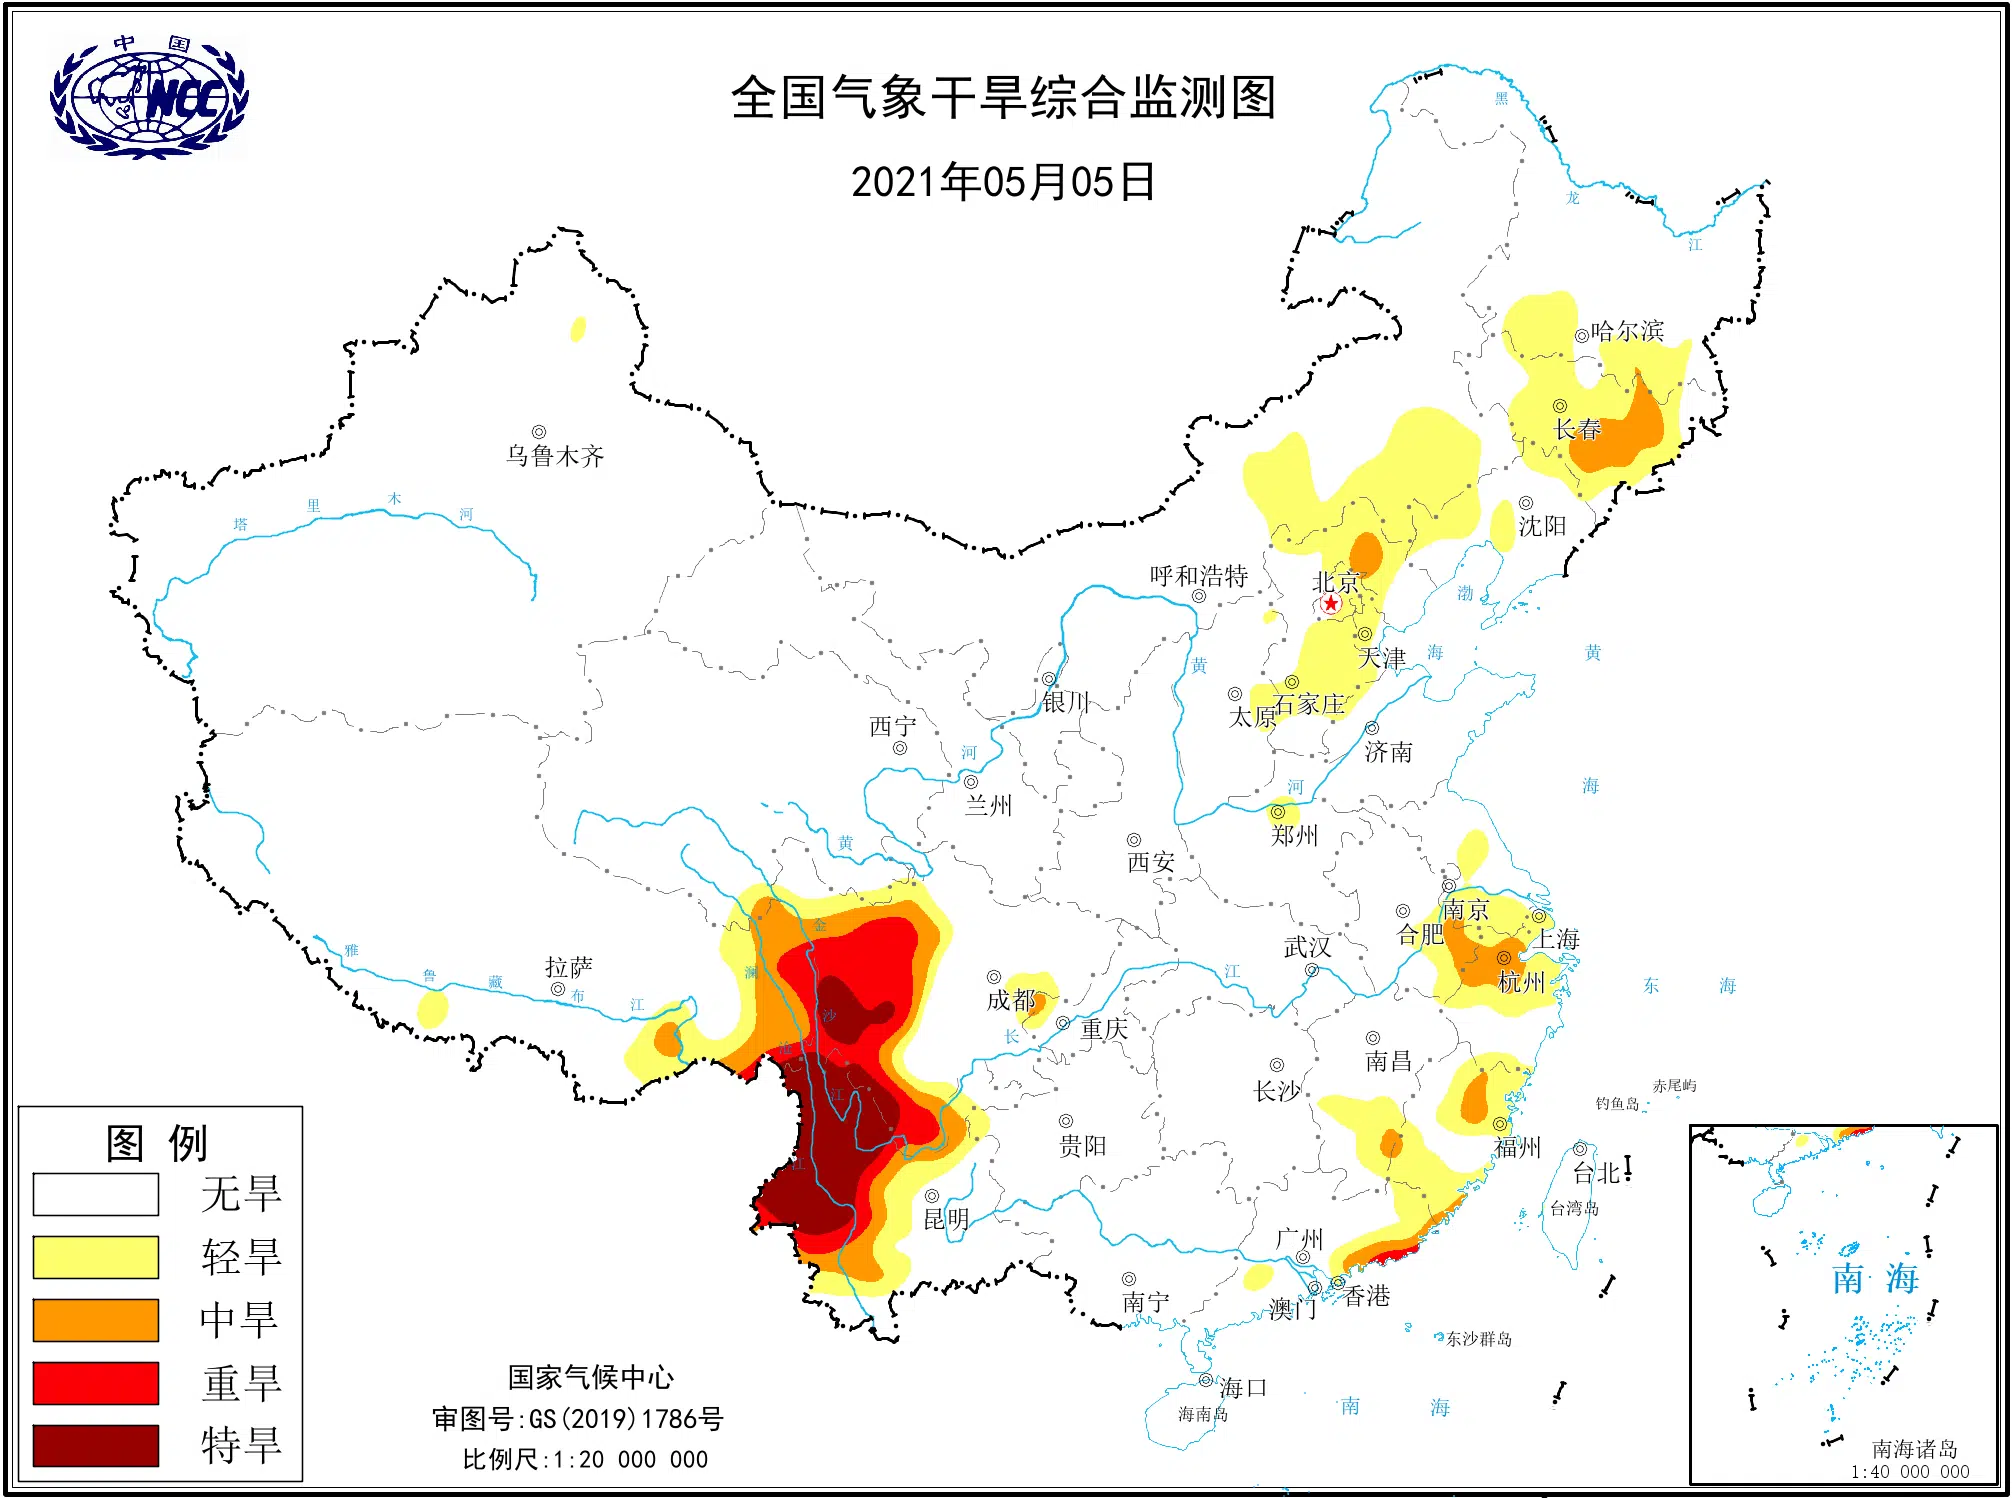 中国
NCC
全国气象干旱综合监测图
2021年05月05日
黑
龙
江
哈尔滨
长春
乌鲁木齐
塔
里
木
河
沈阳
呼和浩特
北京
渤
海
黄
海
天津
黄
银川
石家庄
太原
西宁
济南
河
河
兰州
郑州
黄
西安
南京
合肥
上海
金
武汉
雅
鲁
藏
布
江
拉萨
澜
江
杭州
东
海
成都
沙
重庆
长
沧
南昌
长沙
江
钓鱼岛
赤尾屿
贵阳
福州
江
台北
台湾岛
昆明
广州
南宁
澳门
香港
东沙群岛
海口
海南岛
南
海
图 例
无旱
轻旱
中旱
重旱
特旱
国家气候中心
审图号:GS(2019)1786号
比例尺:1:20 000 000
南 海
南海诸岛
1:40 000 000